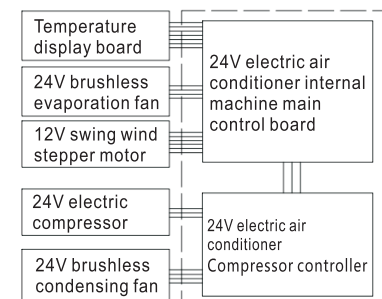 Temperature
display board
24V brushless
evaporation fan
12V swing wind
stepper motor
24V electric
compressor
24V brushless
condensing fan
24V electric air
conditioner internal
machine main
control board
24V electric air
conditioner
Compressor controller